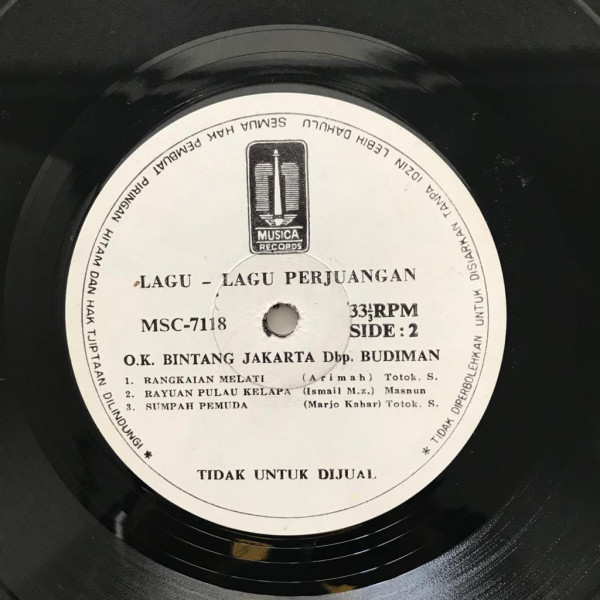 SEMUA HAK PEMBUAT PIRINGAN HITAM DAN HAK TJIPTAAN DILINDUNGI *
* TIDAK DIPERBOLEHKAN UNTUK DISIARKAN TANPA IDZIN LEBIH DAHULU
MUSICA
RECORDS
LAGU - LAGU PERJUANGAN
MSC-7118 33⅓RPM
SIDE : 2
O.K. BINTANG JAKARTA Dbp. BUDIMAN
1. RANGKAIAN MELATI (Arimah) Totok. S.
2. RAYUAN PULAU KELAPA (Ismail M.z.) Masnun
3. SUMPAH PEMUDA (Marjo Kahar) Totok. S.
TIDAK UNTUK DIJUAL